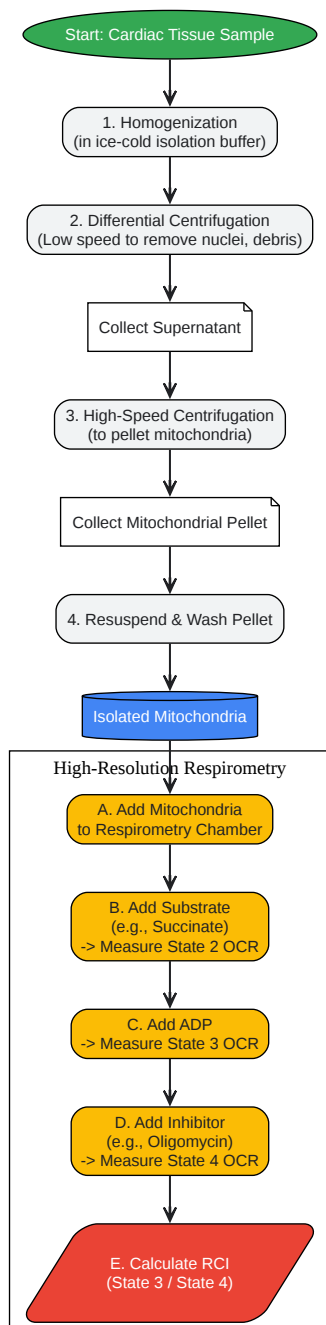 Start: Cardiac Tissue Sample
1. Homogenization
(in ice-cold isolation buffer)
2. Differential Centrifugation
(Low speed to remove nuclei, debris)
Collect Supernatant
3. High-Speed Centrifugation
(to pellet mitochondria)
Collect Mitochondrial Pellet
4. Resuspend & Wash Pellet
Isolated Mitochondria
High-Resolution Respirometry
A. Add Mitochondria
to Respirometry Chamber
B. Add Substrate
(e.g., Succinate)
-> Measure State 2 OCR
C. Add ADP
-> Measure State 3 OCR
D. Add Inhibitor
(e.g., Oligomycin)
-> Measure State 4 OCR
E. Calculate RCI
(State 3 / State 4)